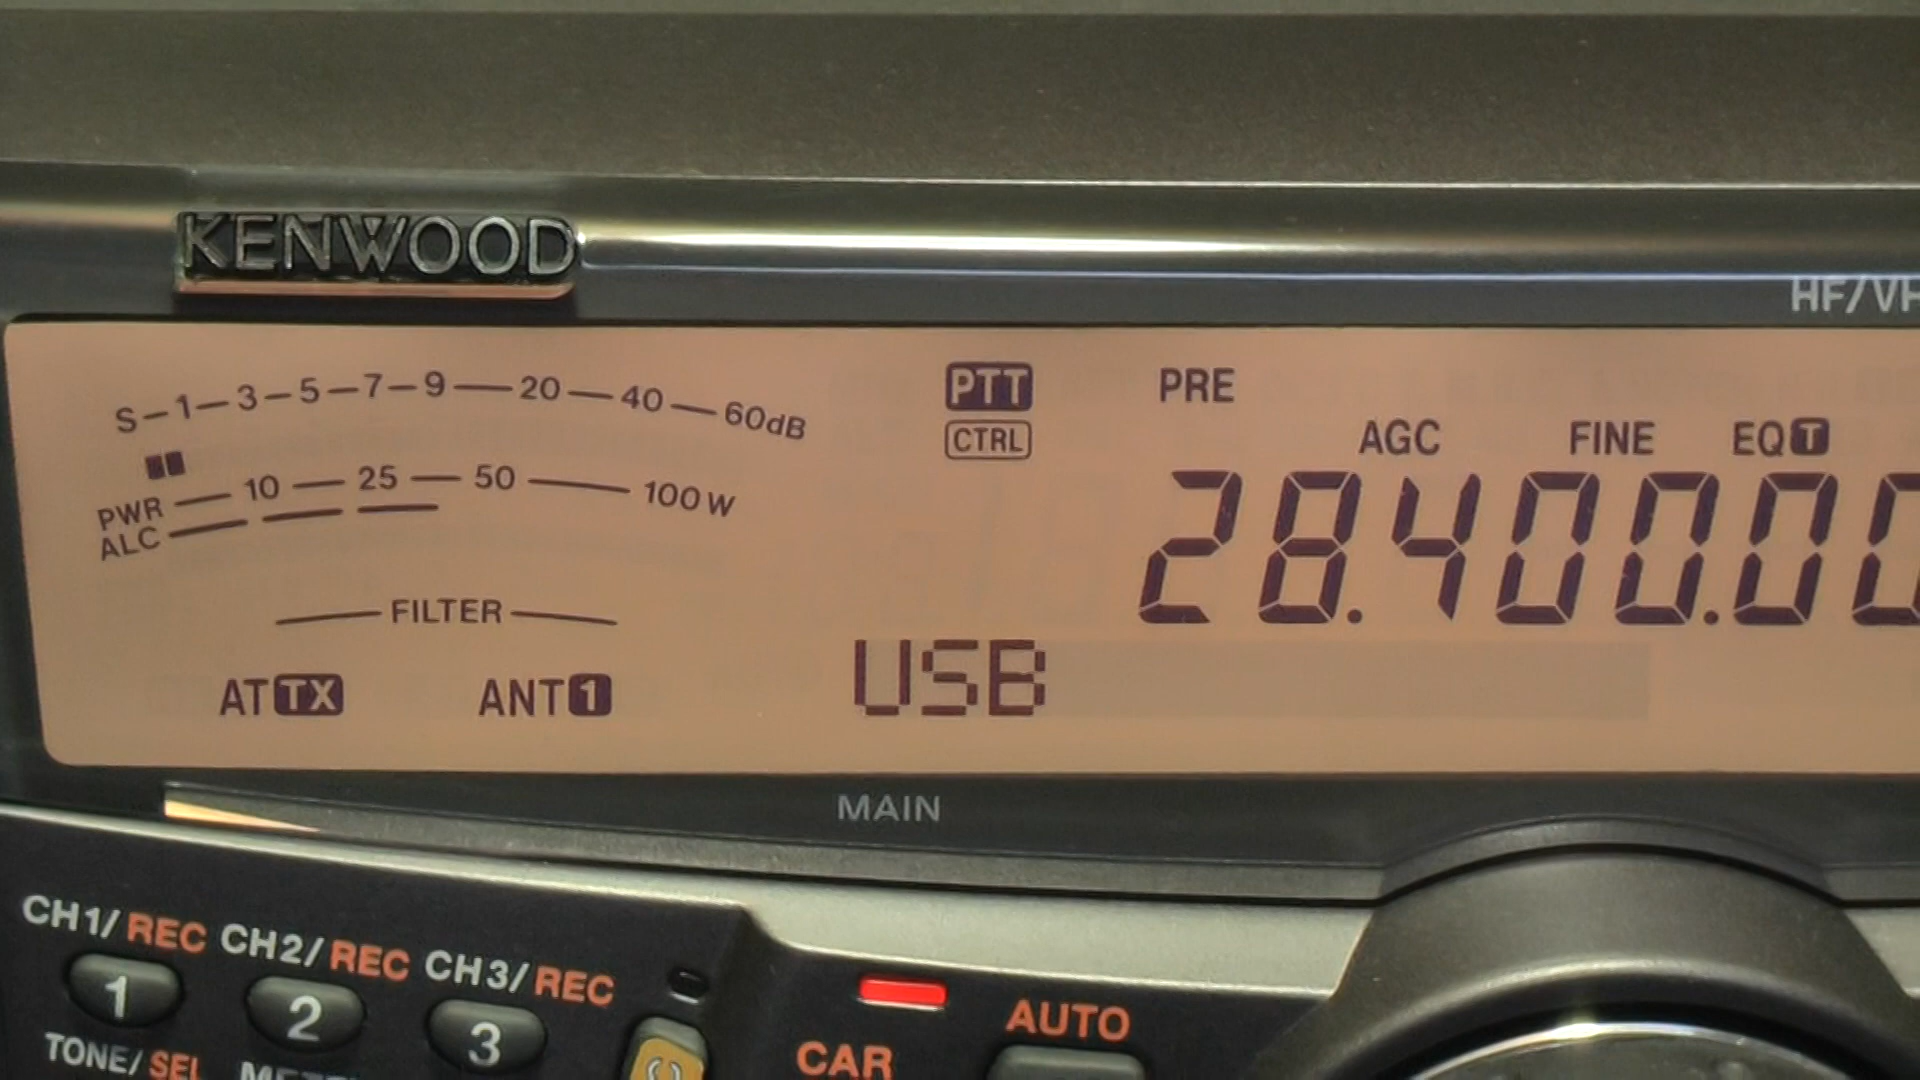 KENWOOD
HF/VH
S-1-3-5-7-9-20-40-60dB
PTT PRE
CTRL AGC FINE EQ T
PWR 10 25 50 100 W
ALC
28.400.00
FILTER
AT TX ANT 1 USB
MAIN
CH1/REC CH2/REC CH3/REC
1 2 3
AUTO
TONE/SEL
CAR